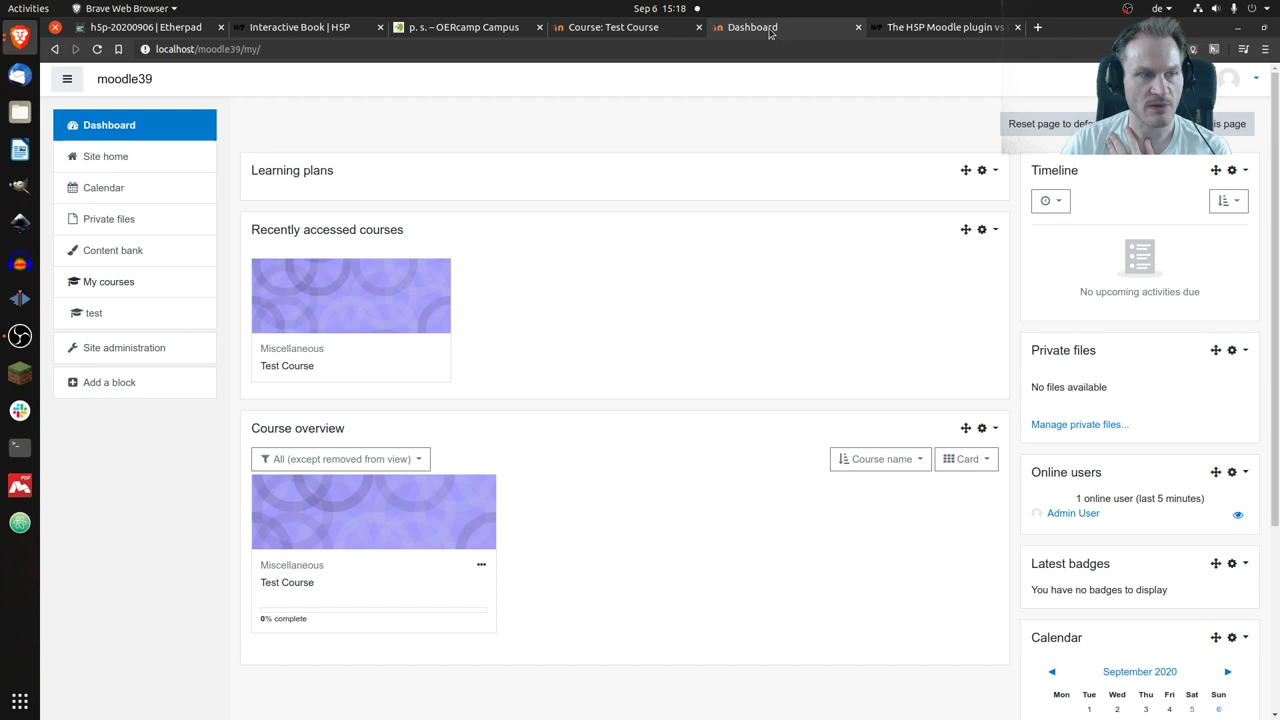 Activities
Brave Web Browser
Sep 6 15:18
de
h5p-20200906 | Etherpad
Interactive Book | H5P
p. s. – OERcamp Campus
Course: Test Course
Dashboard
The H5P Moodle plugin vs
localhost/moodle39/my/
moodle39
Reset page to defa
his page
Dashboard
Site home
Calendar
Private files
Content bank
My courses
test
Site administration
Add a block
Learning plans
Recently accessed courses
Miscellaneous
Test Course
Course overview
All (except removed from view)
Course name
Card
Miscellaneous
Test Course
0% complete
Timeline
No upcoming activities due
Private files
No files available
Manage private files...
Online users
1 online user (last 5 minutes)
Admin User
Latest badges
You have no badges to display
Calendar
◄ September 2020 ►
Mon Tue Wed Thu Fri Sat Sun
1 2 3 4 5 6